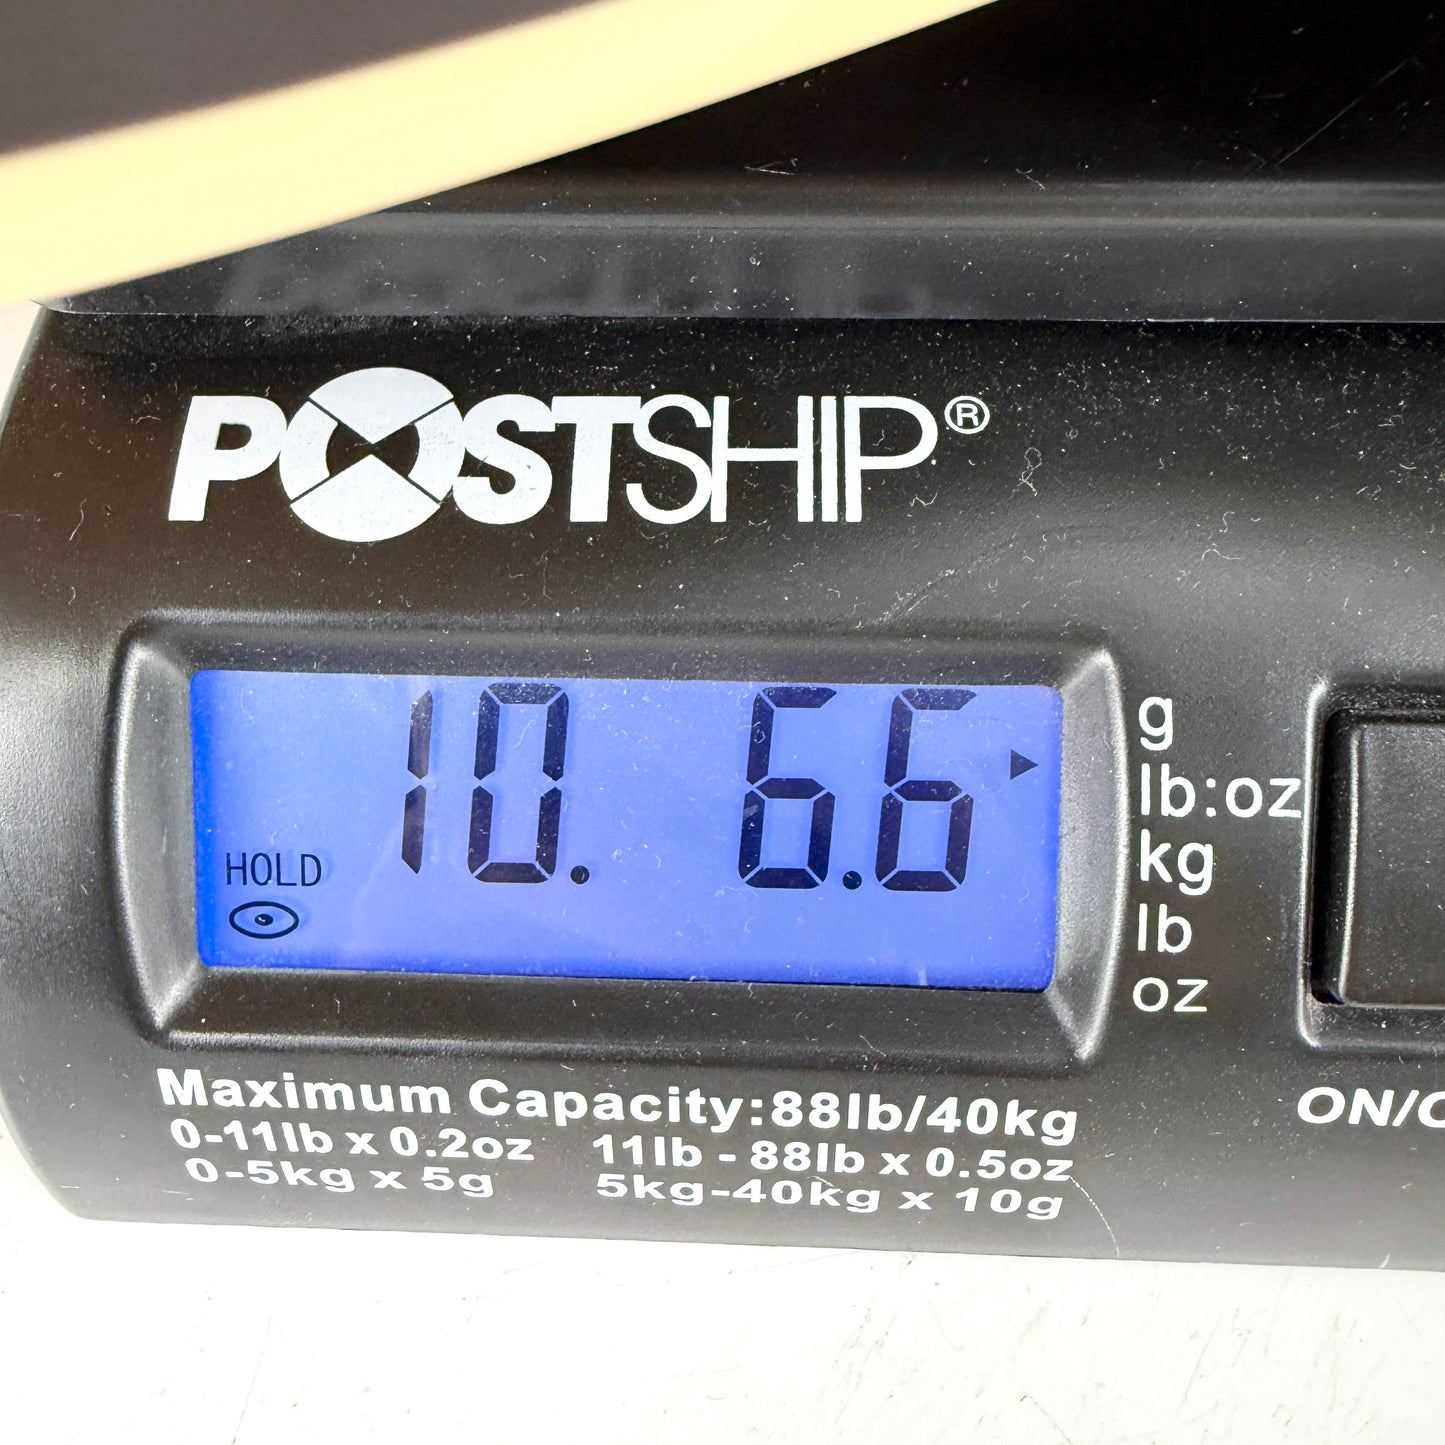 POSTSHIP®
10. 6.6
HOLD
g
lb:oz
kg
lb
oz
Maximum Capacity:88lb/40kg
0-11lb x 0.2oz 11lb - 88lb x 0.5oz
0-5kg x 5g 5kg-40kg x 10g
ON/